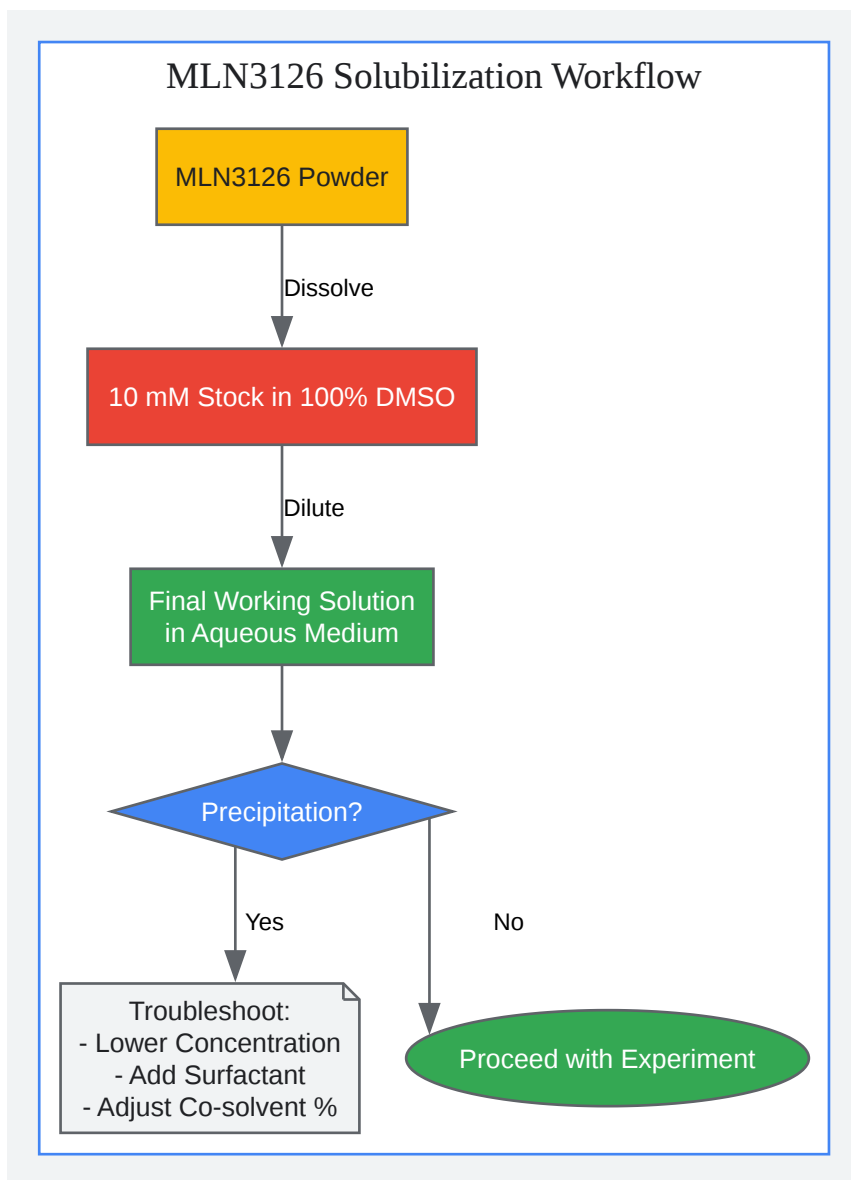 MLN3126 Solubilization Workflow
MLN3126 Powder
Dissolve
10 mM Stock in 100% DMSO
Dilute
Final Working Solution
in Aqueous Medium
Precipitation?
Yes
No
Troubleshoot:
- Lower Concentration
- Add Surfactant
- Adjust Co-solvent %
Proceed with Experiment